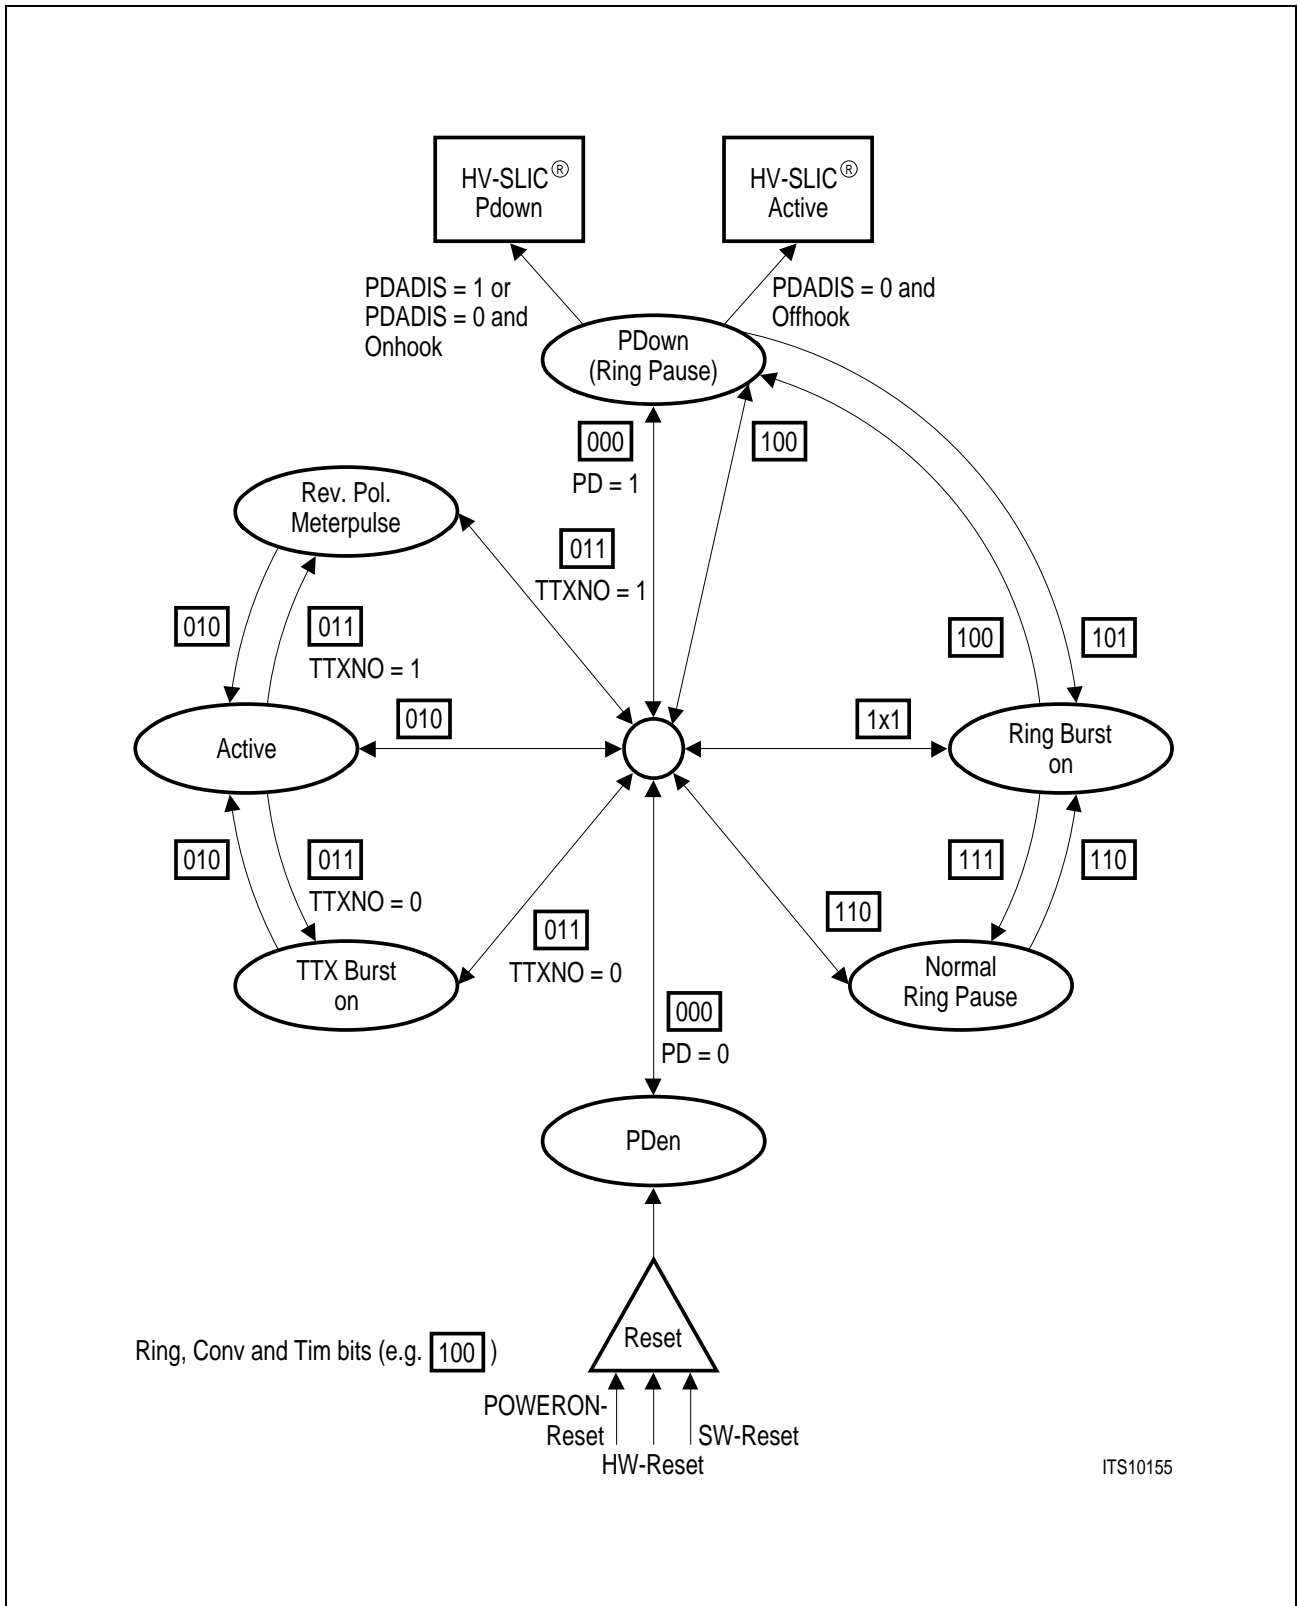 HV-SLIC®
Pdown
HV-SLIC®
Active
PDADIS = 1 or
PDADIS = 0 and
Onhook
PDADIS = 0 and
Offhook
PDown
(Ring Pause)
000
PD = 1
100
Rev. Pol.
Meterpulse
011
TTXNO = 1
010
011
TTXNO = 1
100
101
010
1x1
Active
Ring Burst
on
010
011
TTXNO = 0
111
110
011
TTXNO = 0
110
TTX Burst
on
Normal
Ring Pause
000
PD = 0
PDen
Reset
Ring, Conv and Tim bits (e.g. 100 )
POWERON-
Reset
SW-Reset
HW-Reset
ITS10155